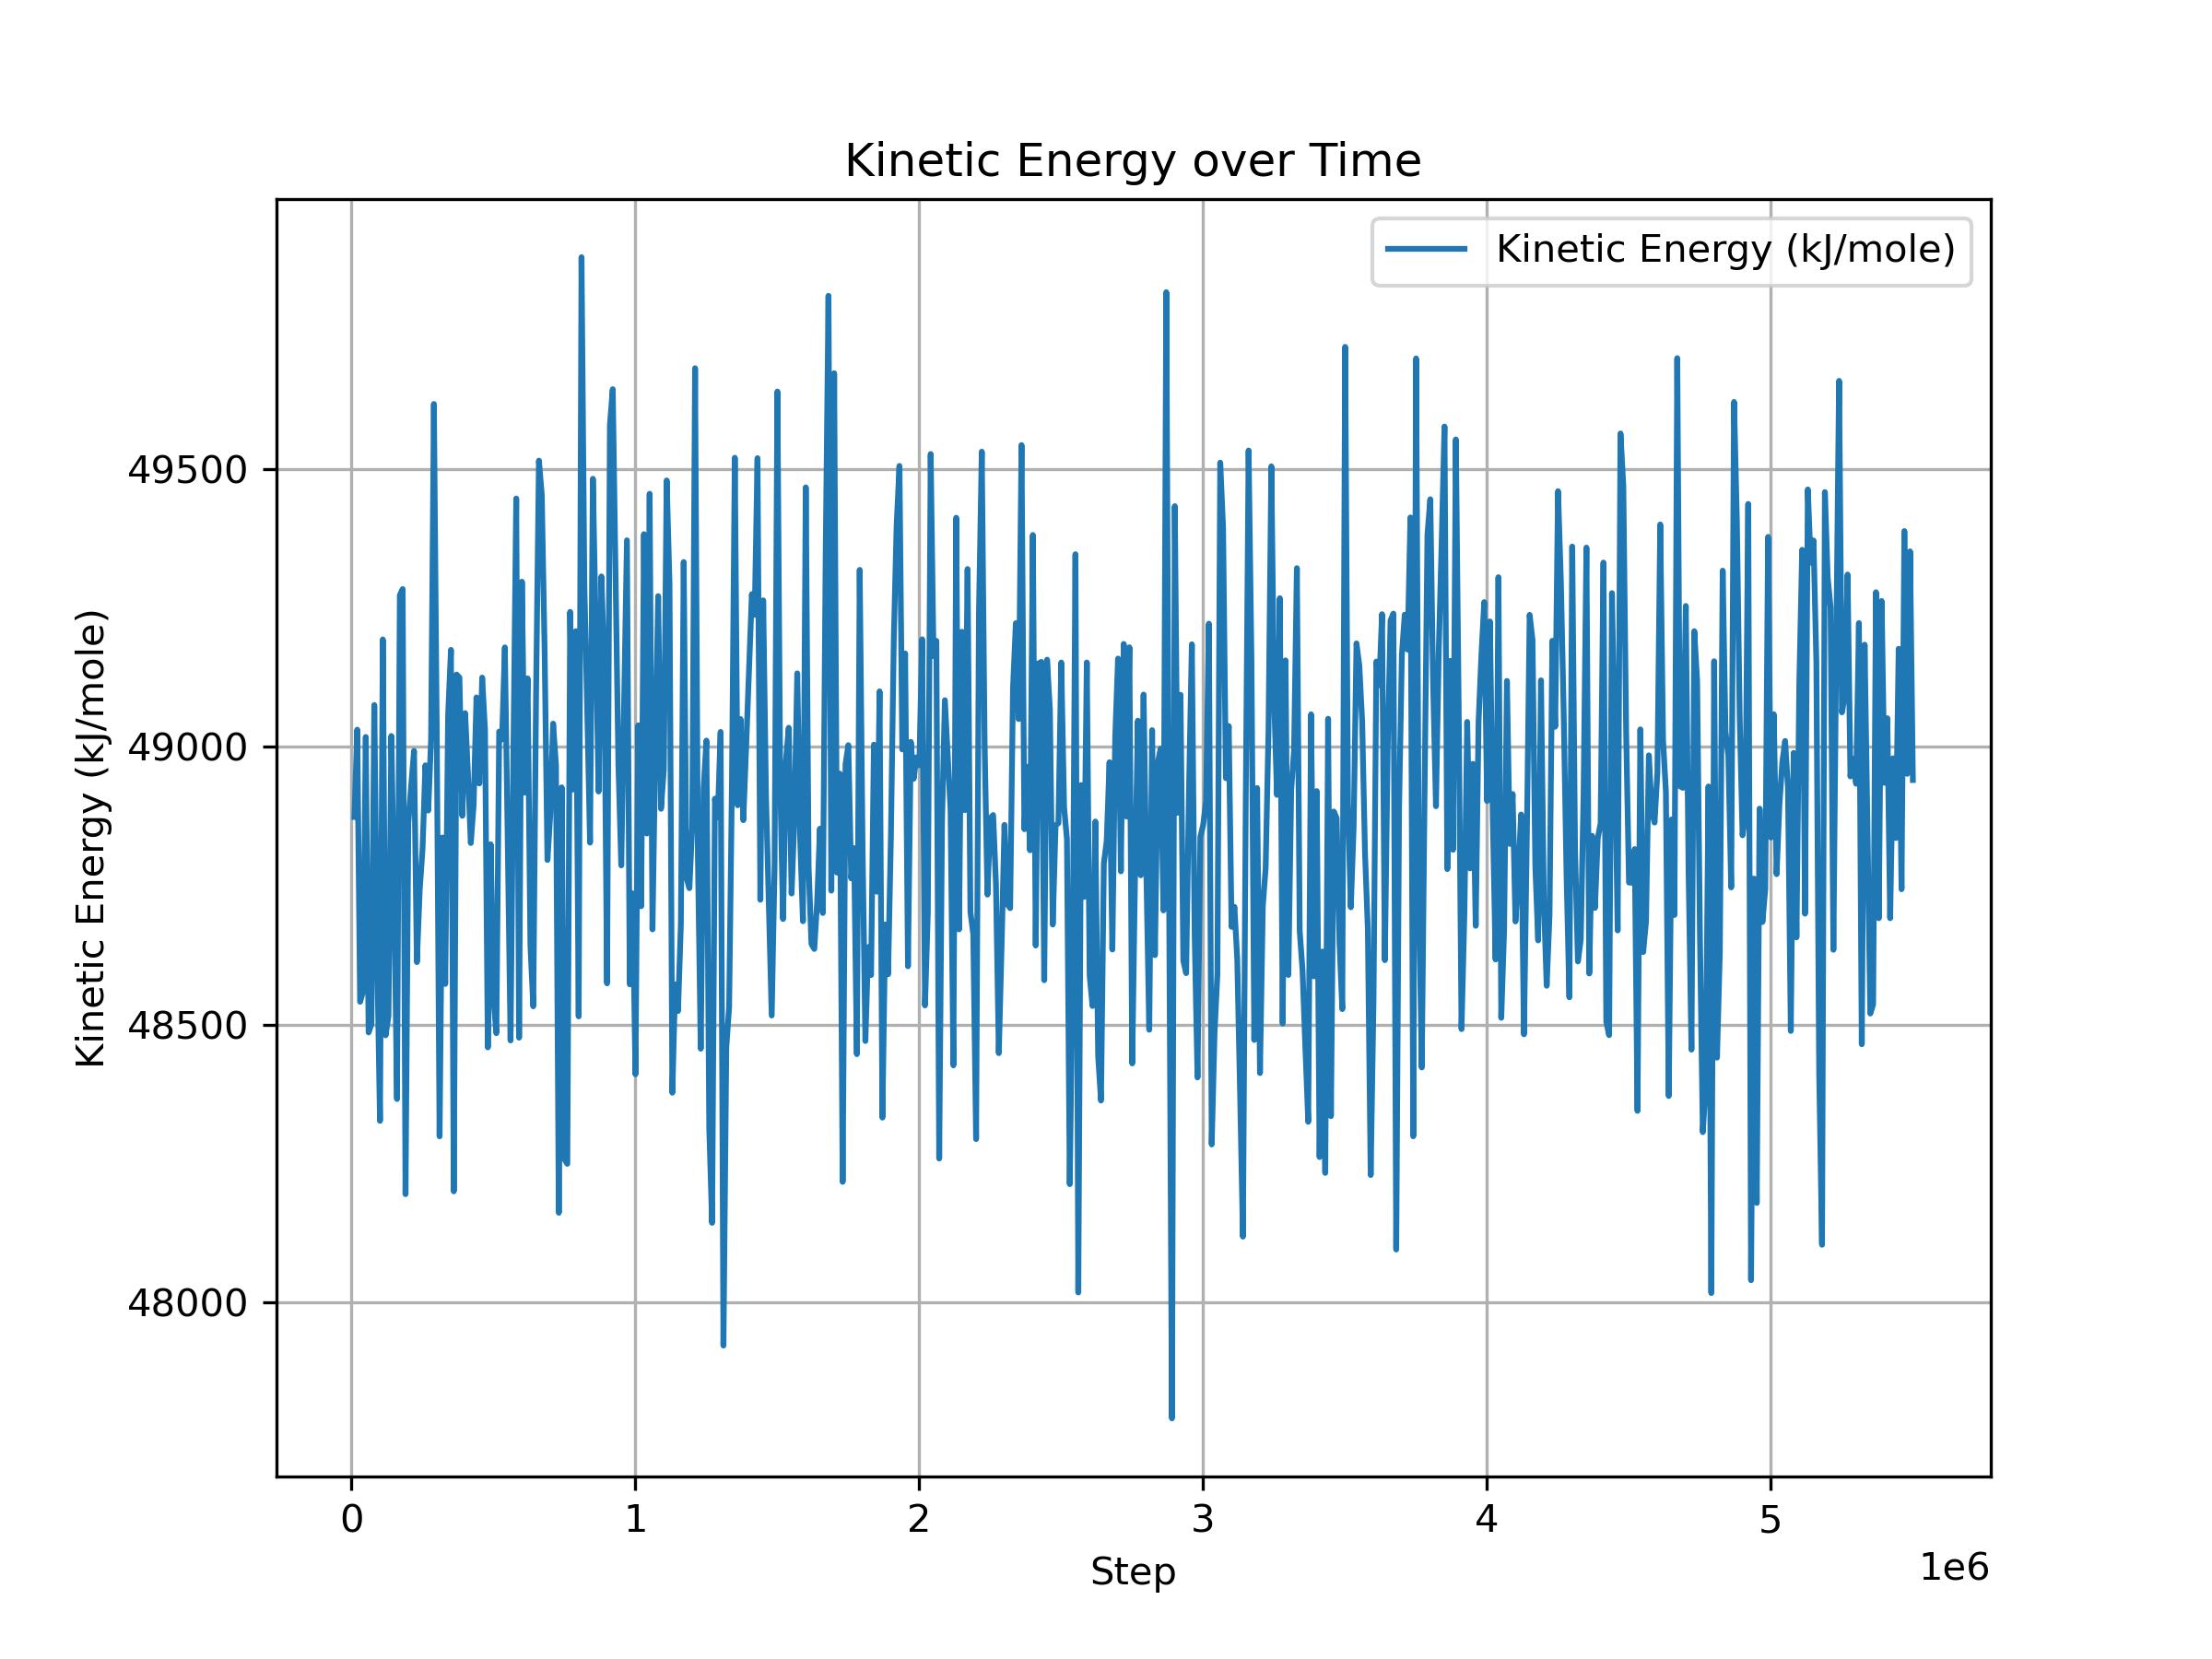 Kinetic Energy over Time
Kinetic Energy (kJ/mole)
Kinetic Energy (kJ/mole)
49500
49000
48500
48000
0 1 2 3 4 5
Step
1e6